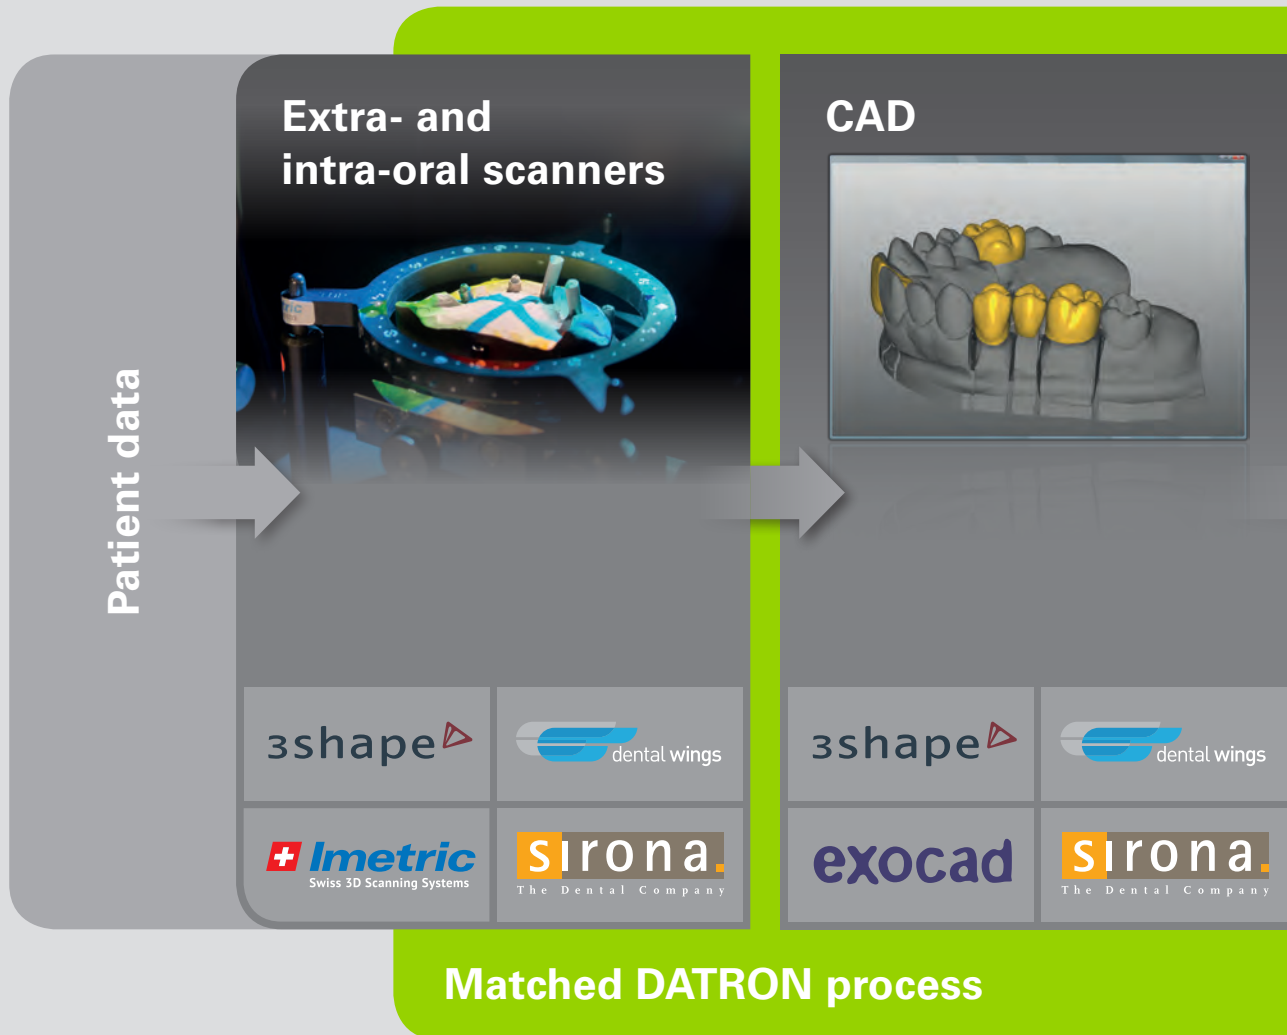 Extra- and
intra-oral scanners
CAD
Patient data
3shape
dental wings
3shape
dental wings
Imetric
Swiss 3D Scanning Systems
sirona.
The Dental Company
exocad
sirona.
The Dental Company
Matched DATRON process